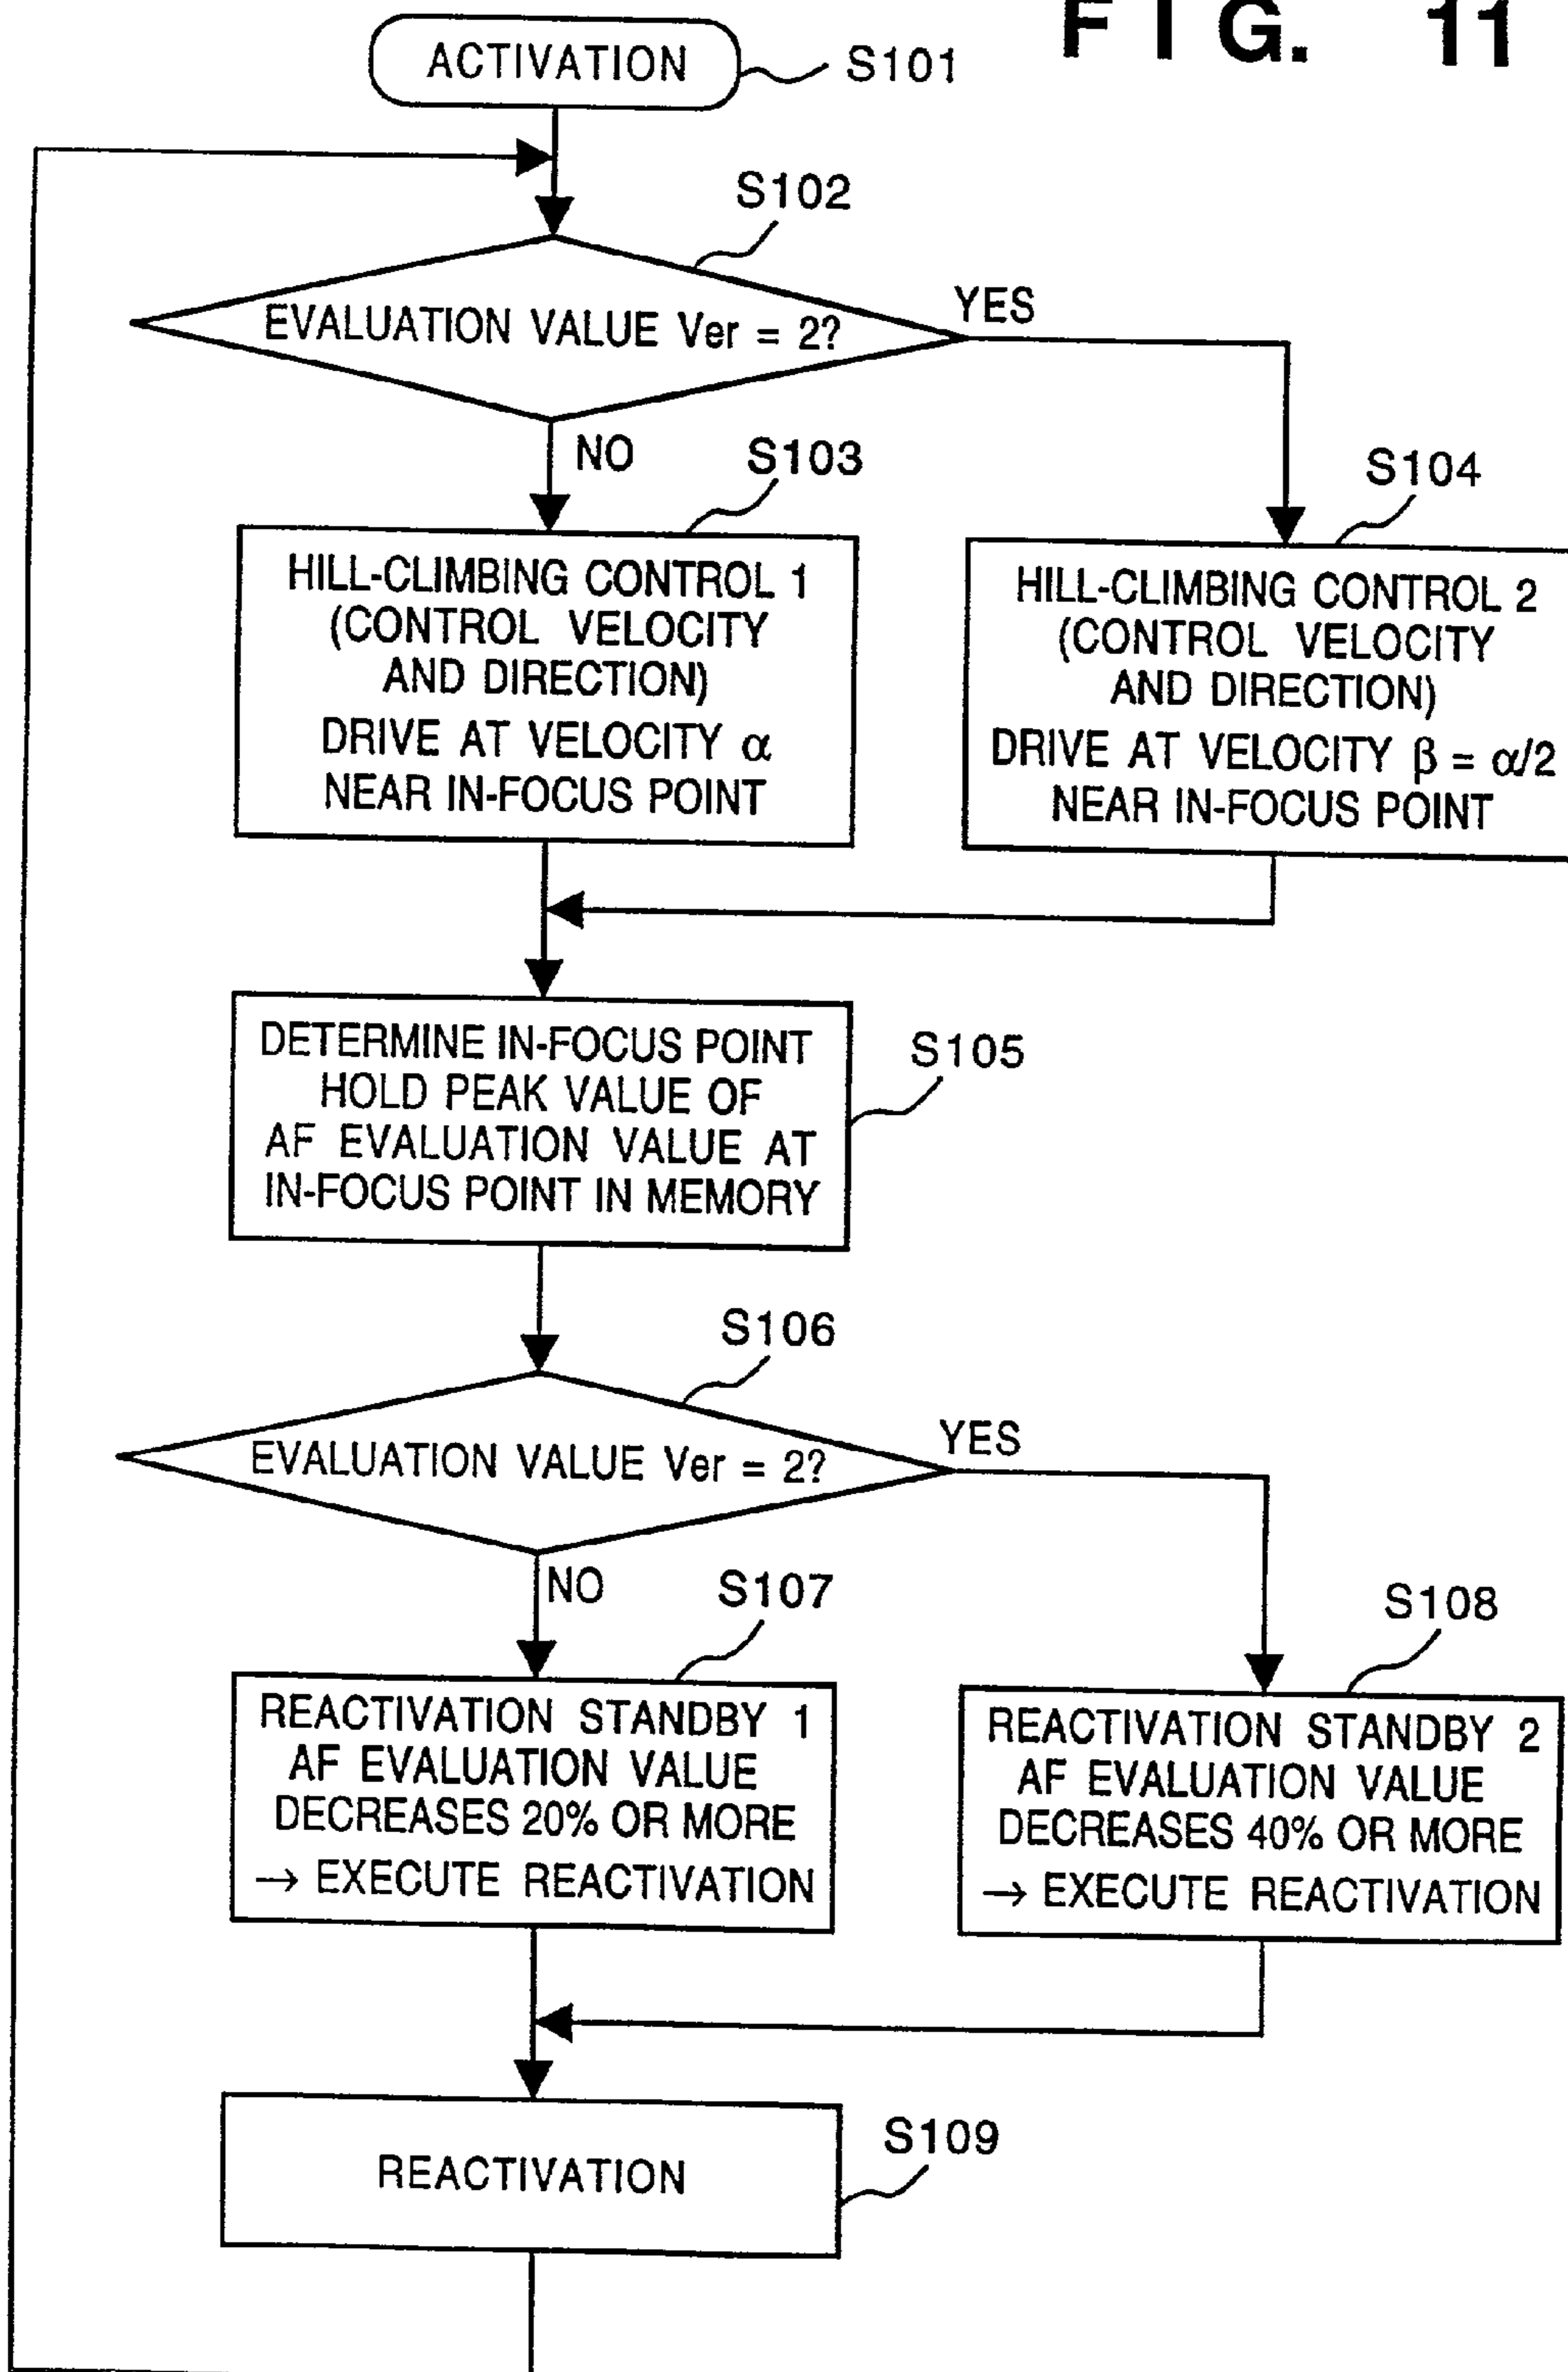 FIG. 11
ACTIVATION
S101
S102
EVALUATION VALUE Ver = 2?
YES
NO
S103
S104
HILL-CLIMBING CONTROL 1
(CONTROL VELOCITY
AND DIRECTION)
DRIVE AT VELOCITY α
NEAR IN-FOCUS POINT
HILL-CLIMBING CONTROL 2
(CONTROL VELOCITY
AND DIRECTION)
DRIVE AT VELOCITY β = α/2
NEAR IN-FOCUS POINT
DETERMINE IN-FOCUS POINT
HOLD PEAK VALUE OF
AF EVALUATION VALUE AT
IN-FOCUS POINT IN MEMORY
S105
S106
EVALUATION VALUE Ver = 2?
YES
NO
S107
S108
REACTIVATION STANDBY 1
AF EVALUATION VALUE
DECREASES 20% OR MORE
→ EXECUTE REACTIVATION
REACTIVATION STANDBY 2
AF EVALUATION VALUE
DECREASES 40% OR MORE
→ EXECUTE REACTIVATION
REACTIVATION
S109